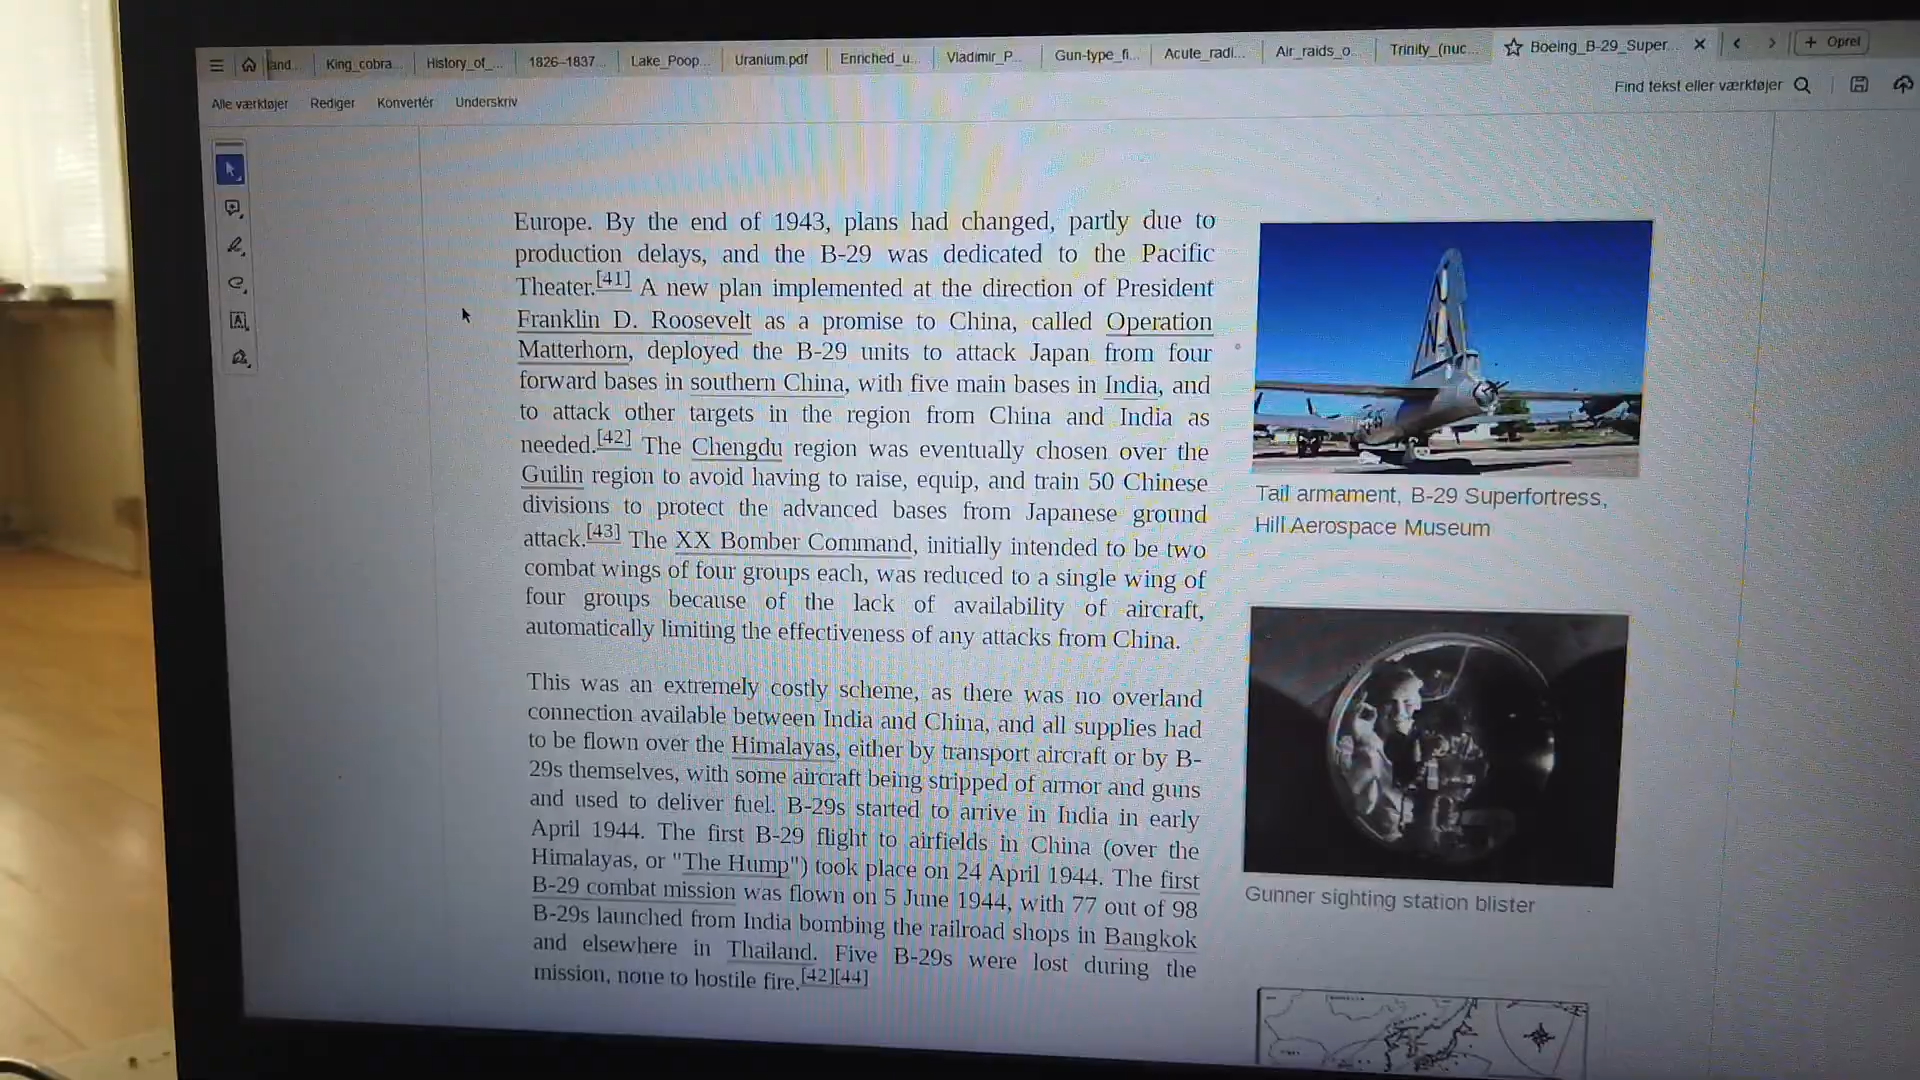 and...
King_cobra...
History_of_...
1826–1837...
Lake_Poop...
Uranium.pdf
Enriched_u...
Vladimir_P...
Gun-type_fi...
Acute_radi...
Air_raids_o...
Trinity_(nuc...
Boeing_B-29_Super...
+ Opret
Alle værktøjer
Rediger
Konvertér
Underskriv
Find tekst eller værktøjer
Europe. By the end of 1943, plans had changed, partly due to
production delays, and the B-29 was dedicated to the Pacific
Theater.[41] A new plan implemented at the direction of President
Franklin D. Roosevelt as a promise to China, called Operation
Matterhorn, deployed the B-29 units to attack Japan from four
forward bases in southern China, with five main bases in India, and
to attack other targets in the region from China and India as
needed.[42] The Chengdu region was eventually chosen over the
Guilin region to avoid having to raise, equip, and train 50 Chinese
divisions to protect the advanced bases from Japanese ground
attack.[43] The XX Bomber Command, initially intended to be two
combat wings of four groups each, was reduced to a single wing of
four groups because of the lack of availability of aircraft,
automatically limiting the effectiveness of any attacks from China.
This was an extremely costly scheme, as there was no overland
connection available between India and China, and all supplies had
to be flown over the Himalayas, either by transport aircraft or by B-
29s themselves, with some aircraft being stripped of armor and guns
and used to deliver fuel. B-29s started to arrive in India in early
April 1944. The first B-29 flight to airfields in China (over the
Himalayas, or "The Hump") took place on 24 April 1944. The first
B-29 combat mission was flown on 5 June 1944, with 77 out of 98
B-29s launched from India bombing the railroad shops in Bangkok
and elsewhere in Thailand. Five B-29s were lost during the
mission, none to hostile fire.[42][44]
Tail armament, B-29 Superfortress,
Hill Aerospace Museum
Gunner sighting station blister